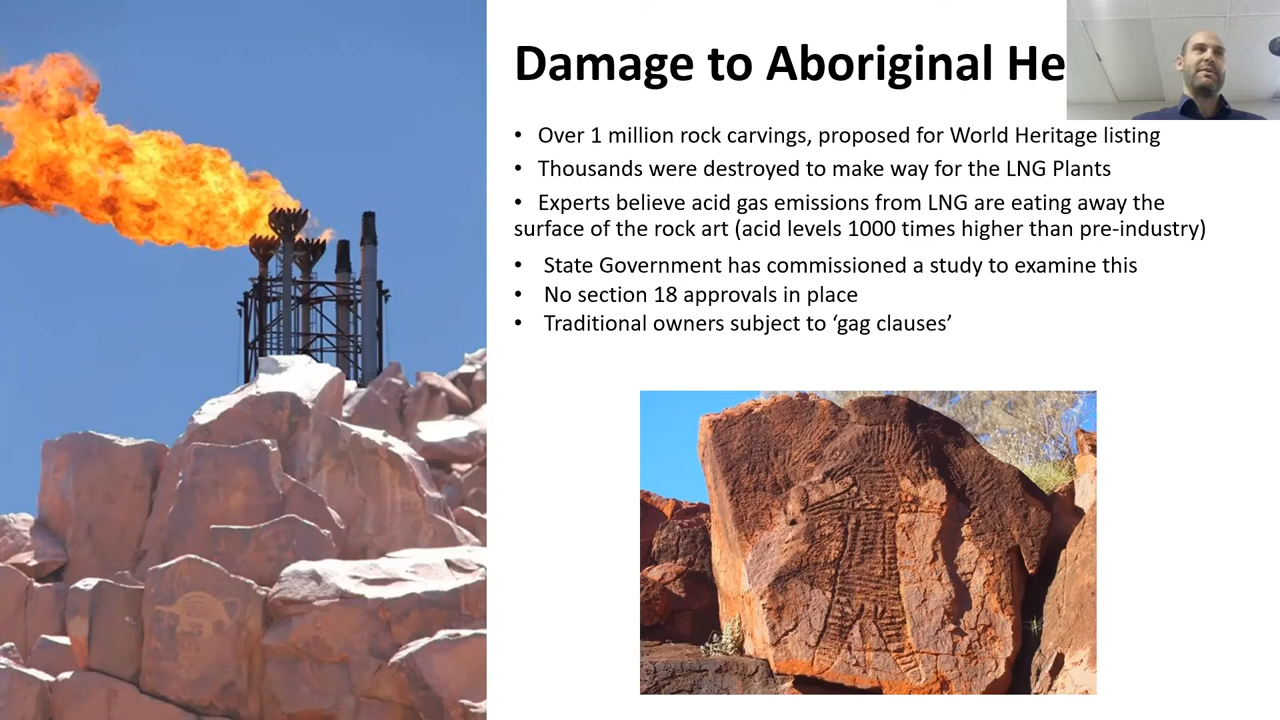 Damage to Aboriginal He
• Over 1 million rock carvings, proposed for World Heritage listing
• Thousands were destroyed to make way for the LNG Plants
• Experts believe acid gas emissions from LNG are eating away the
surface of the rock art (acid levels 1000 times higher than pre-industry)
• State Government has commissioned a study to examine this
• No section 18 approvals in place
• Traditional owners subject to ‘gag clauses’